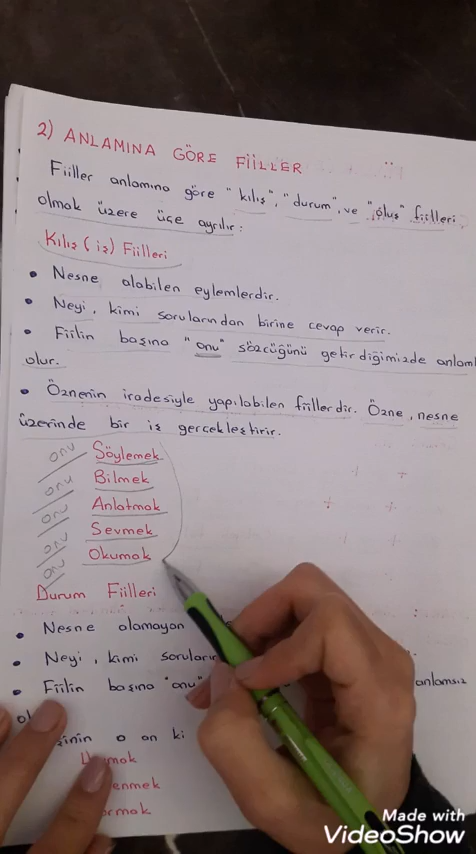 2) ANLAMINA GÖRE FİİLLER
Fiiller anlamına göre "kılış", "durum", ve "oluş" fiilleri
olmak üzere üçe ayrılır:
Kılış (iş) Fiilleri
• Nesne alabilen eylemlerdir.
• Neyi, kimi sorularından birine cevap verir.
• Fiilin başına "onu" sözcüğünü getirdiğimizde anlaml
olur.
• Öznenin iradesiyle yapılabilen fiillerdir. Özne, nesne
üzerinde bir iş gerçekleştirir.
onu Söylemek
onu Bilmek
onu Anlatmak
onu Sevmek
onu Okumak
Durum Fiilleri
• Nesne alamayan
• Neyi, kimi
• Fiilin başına "onu" anlamsız
o an ki
Made with
VideoShow